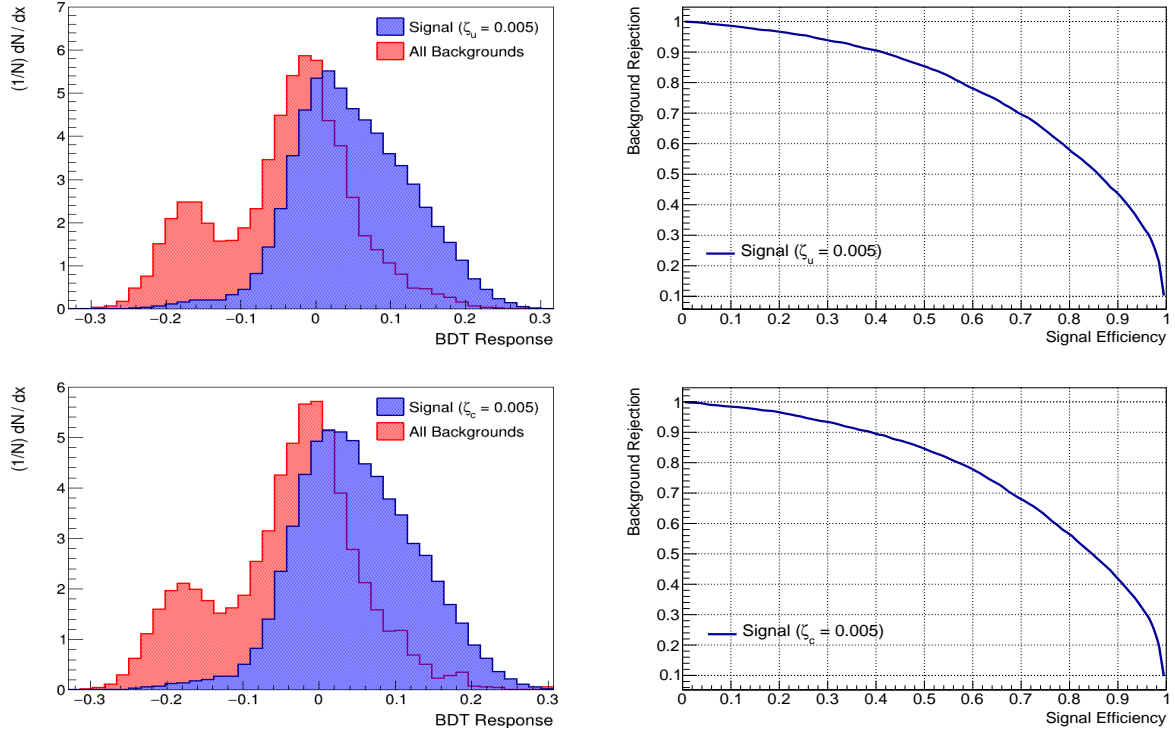 (1/N) dN / dx
7
6
5
4
3
2
1
0
Signal (ζu = 0.005)
All Backgrounds
−0.3 −0.2 −0.1 0 0.1 0.2 0.3
BDT Response
Background Rejection
1
0.9
0.8
0.7
0.6
0.5
0.4
0.3
0.2
0.1
Signal (ζu = 0.005)
0 0.1 0.2 0.3 0.4 0.5 0.6 0.7 0.8 0.9 1
Signal Efficiency
(1/N) dN / dx
6
5
4
3
2
1
0
Signal (ζc = 0.005)
All Backgrounds
−0.3 −0.2 −0.1 0 0.1 0.2 0.3
BDT Response
Background Rejection
1
0.9
0.8
0.7
0.6
0.5
0.4
0.3
0.2
0.1
Signal (ζc = 0.005)
0 0.1 0.2 0.3 0.4 0.5 0.6 0.7 0.8 0.9 1
Signal Efficiency